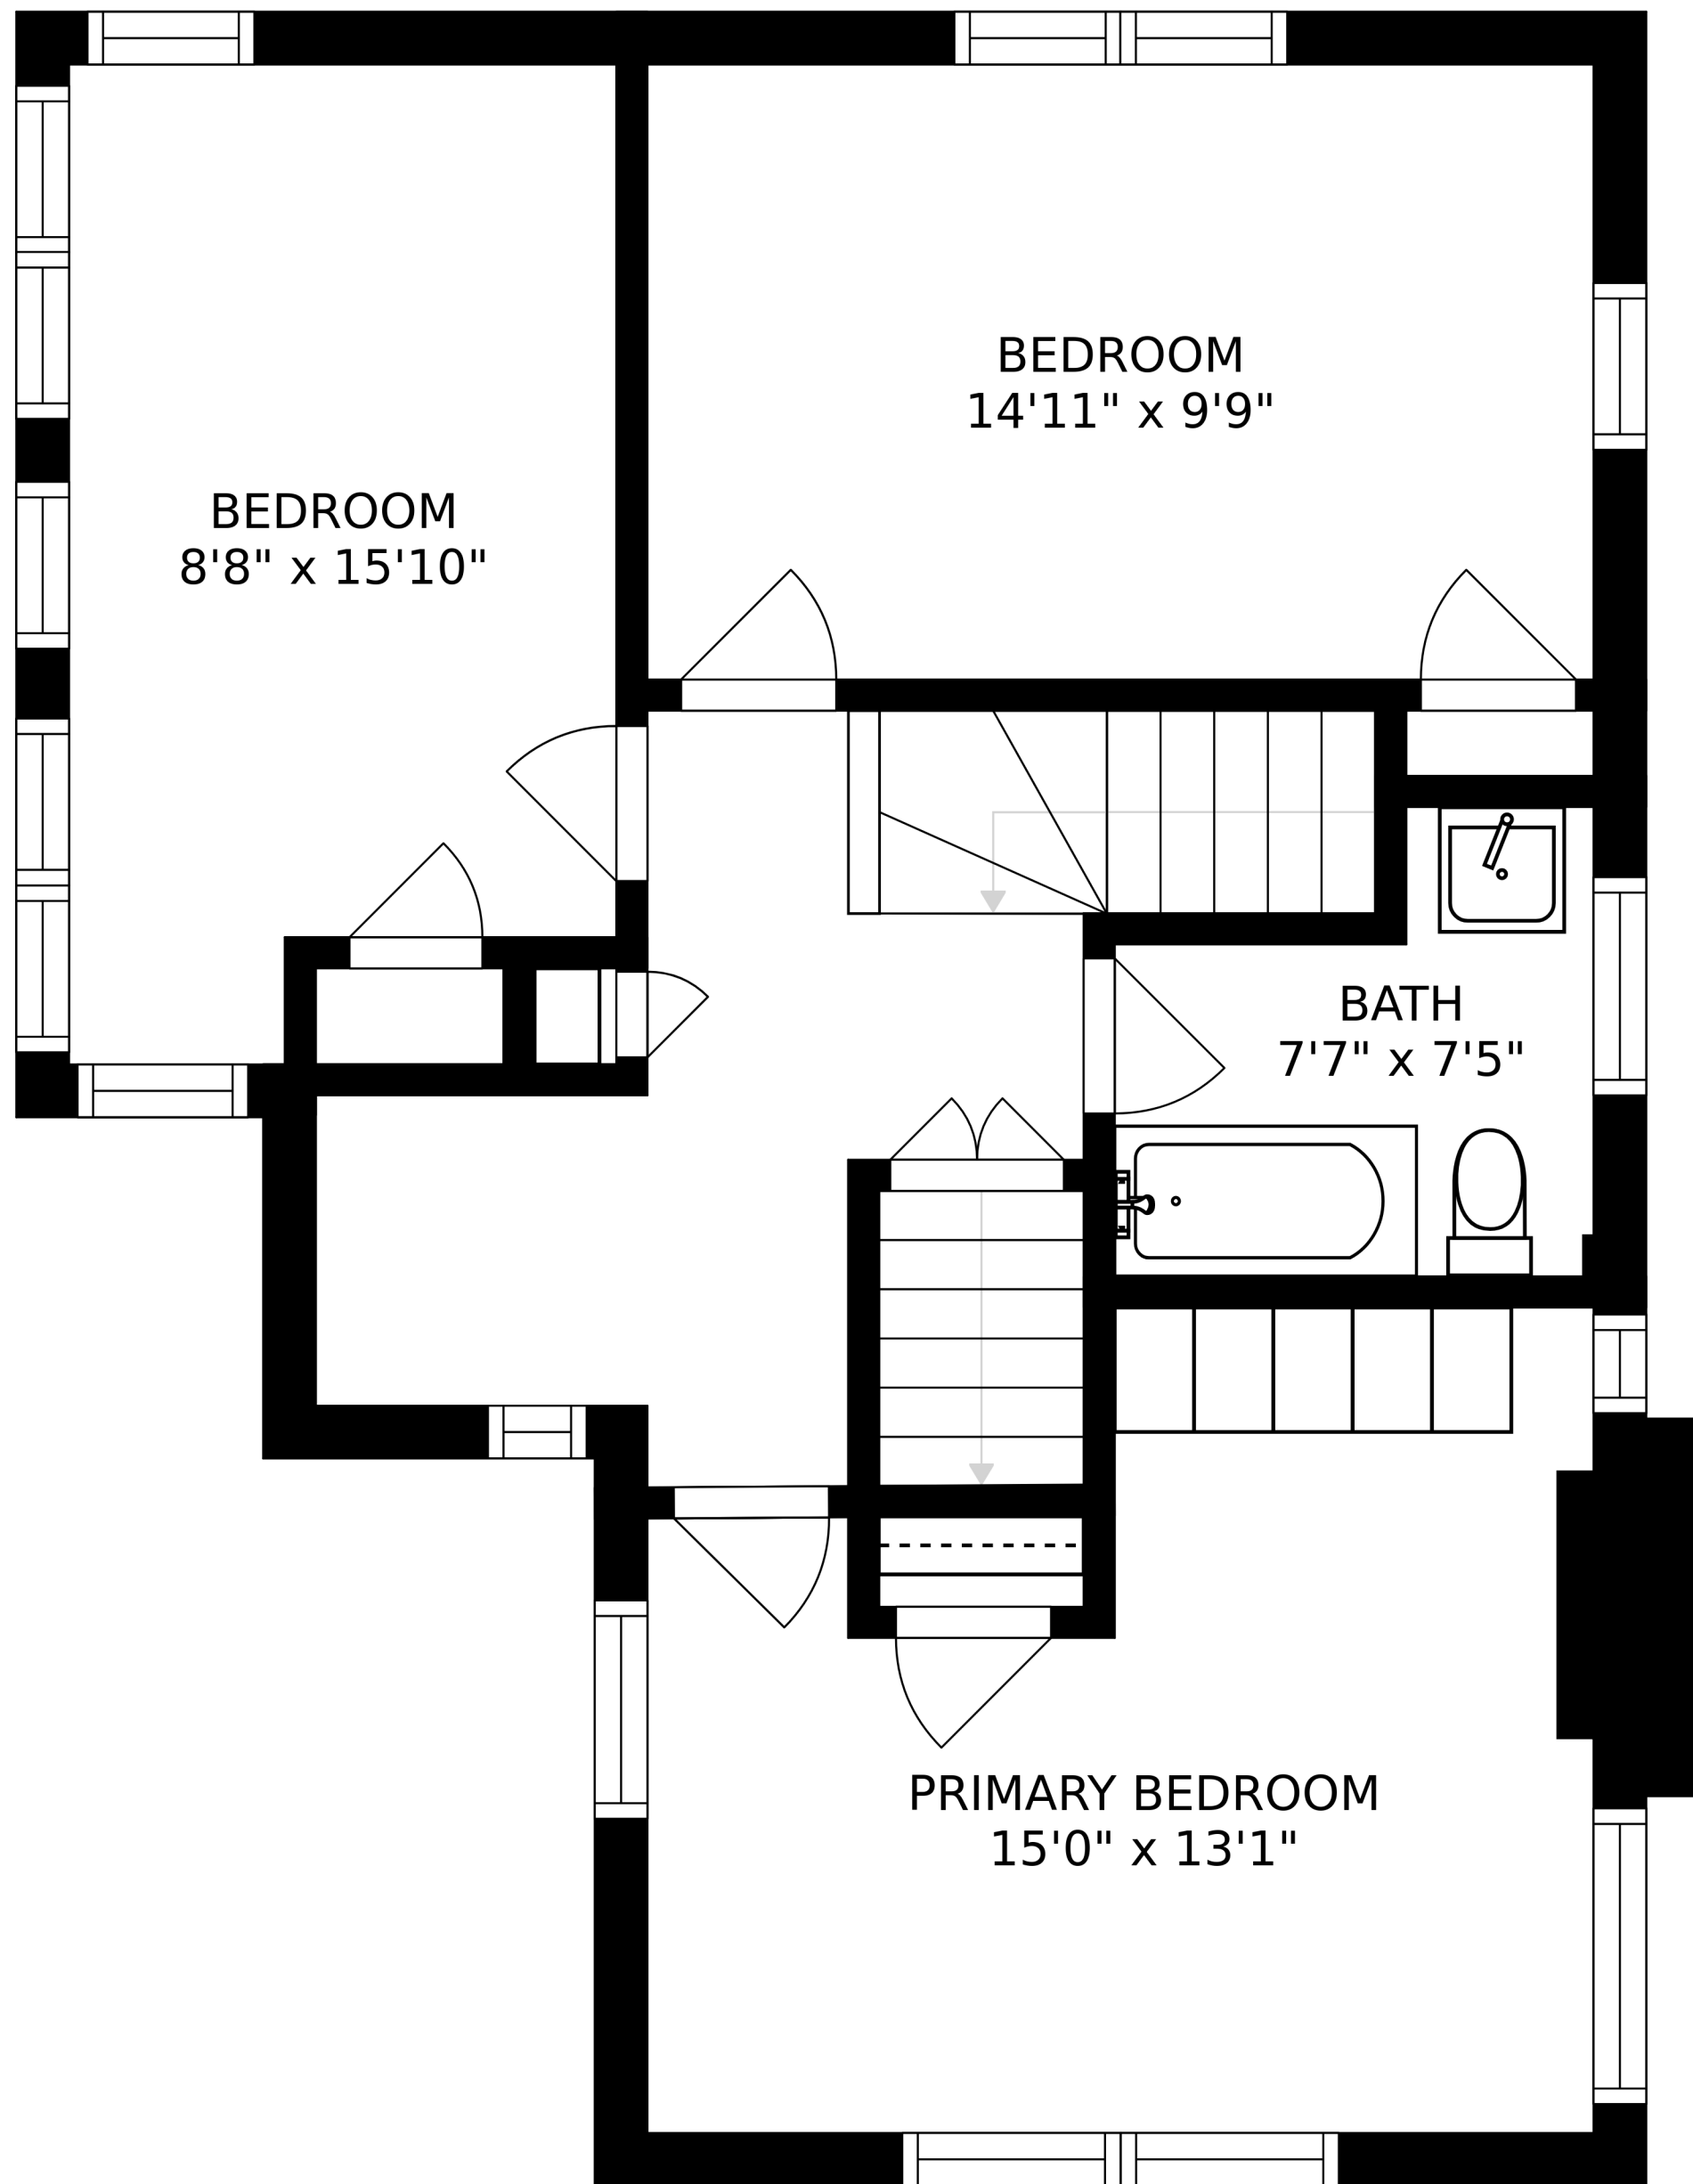 BEDROOM
14'11" x 9'9"
BEDROOM
8'8" x 15'10"
BATH
7'7" x 7'5"
PRIMARY BEDROOM
15'0" x 13'1"